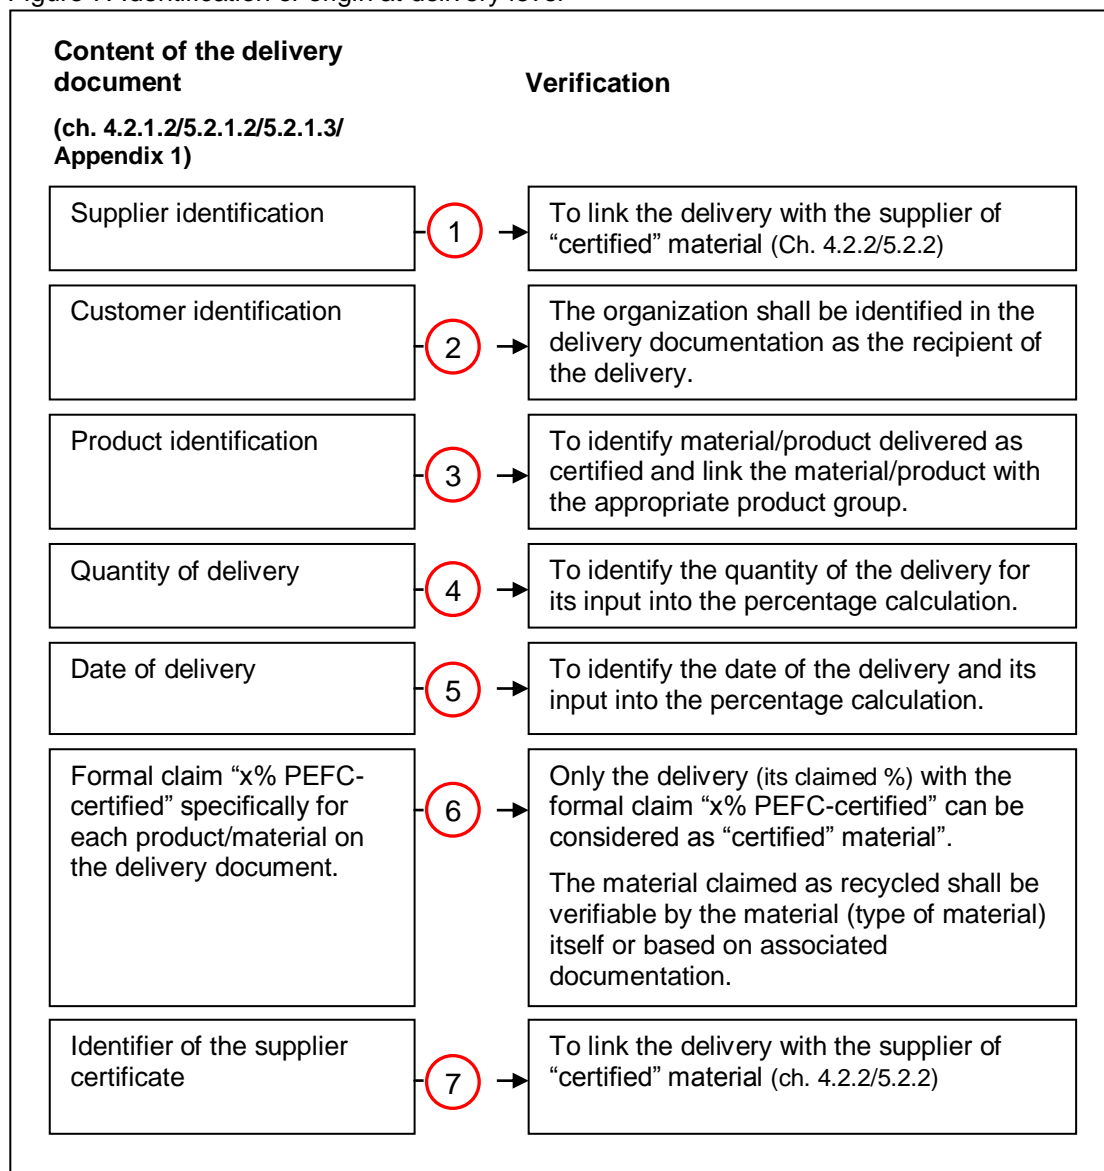 Content of the delivery
document
(ch. 4.2.1.2/5.2.1.2/5.2.1.3/
Appendix 1)
Verification
Supplier identification
1
To link the delivery with the supplier of
“certified” material (Ch. 4.2.2/5.2.2)
Customer identification
2
The organization shall be identified in the
delivery documentation as the recipient of
the delivery.
Product identification
3
To identify material/product delivered as
certified and link the material/product with
the appropriate product group.
Quantity of delivery
4
To identify the quantity of the delivery for
its input into the percentage calculation.
Date of delivery
5
To identify the date of the delivery and its
input into the percentage calculation.
Formal claim “x% PEFC-
certified” specifically for
each product/material on
the delivery document.
6
Only the delivery (its claimed %) with the
formal claim “x% PEFC-certified” can be
considered as “certified” material”.
The material claimed as recycled shall be
verifiable by the material (type of material)
itself or based on associated
documentation.
Identifier of the supplier
certificate
7
To link the delivery with the supplier of
“certified” material (ch. 4.2.2/5.2.2)